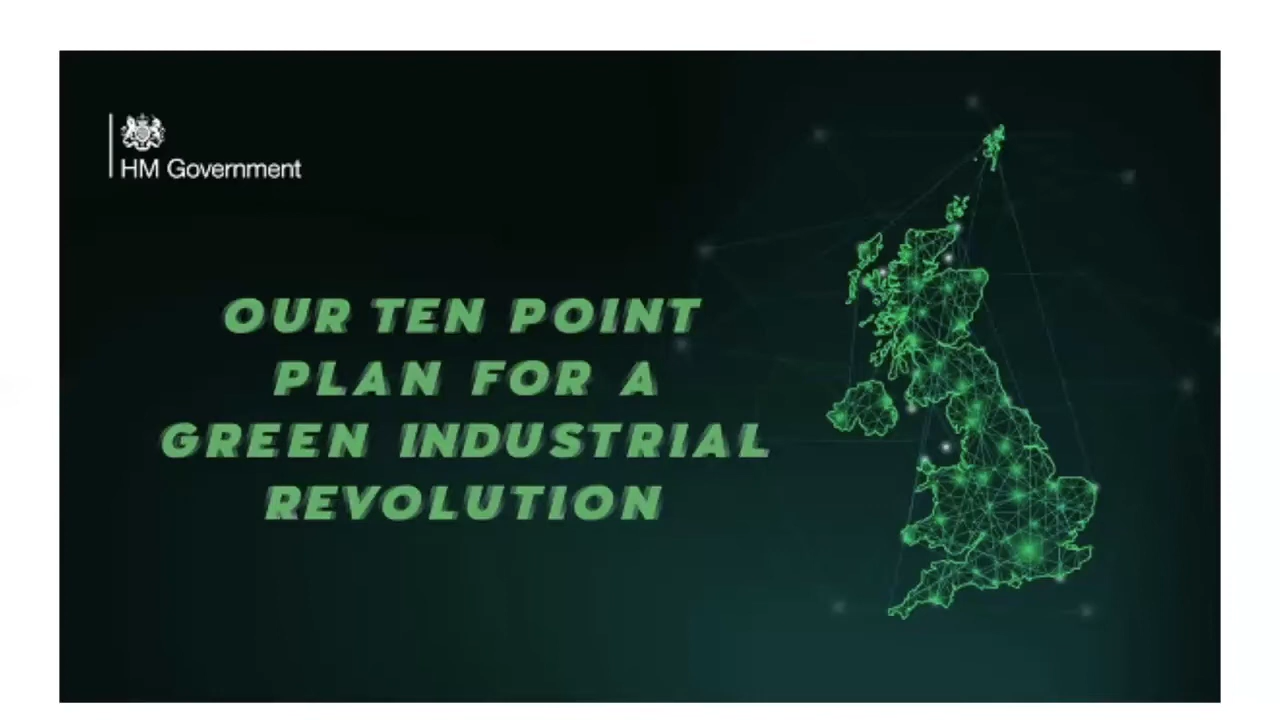 HM Government
OUR TEN POINT
PLAN FOR A
GREEN INDUSTRIAL
REVOLUTION